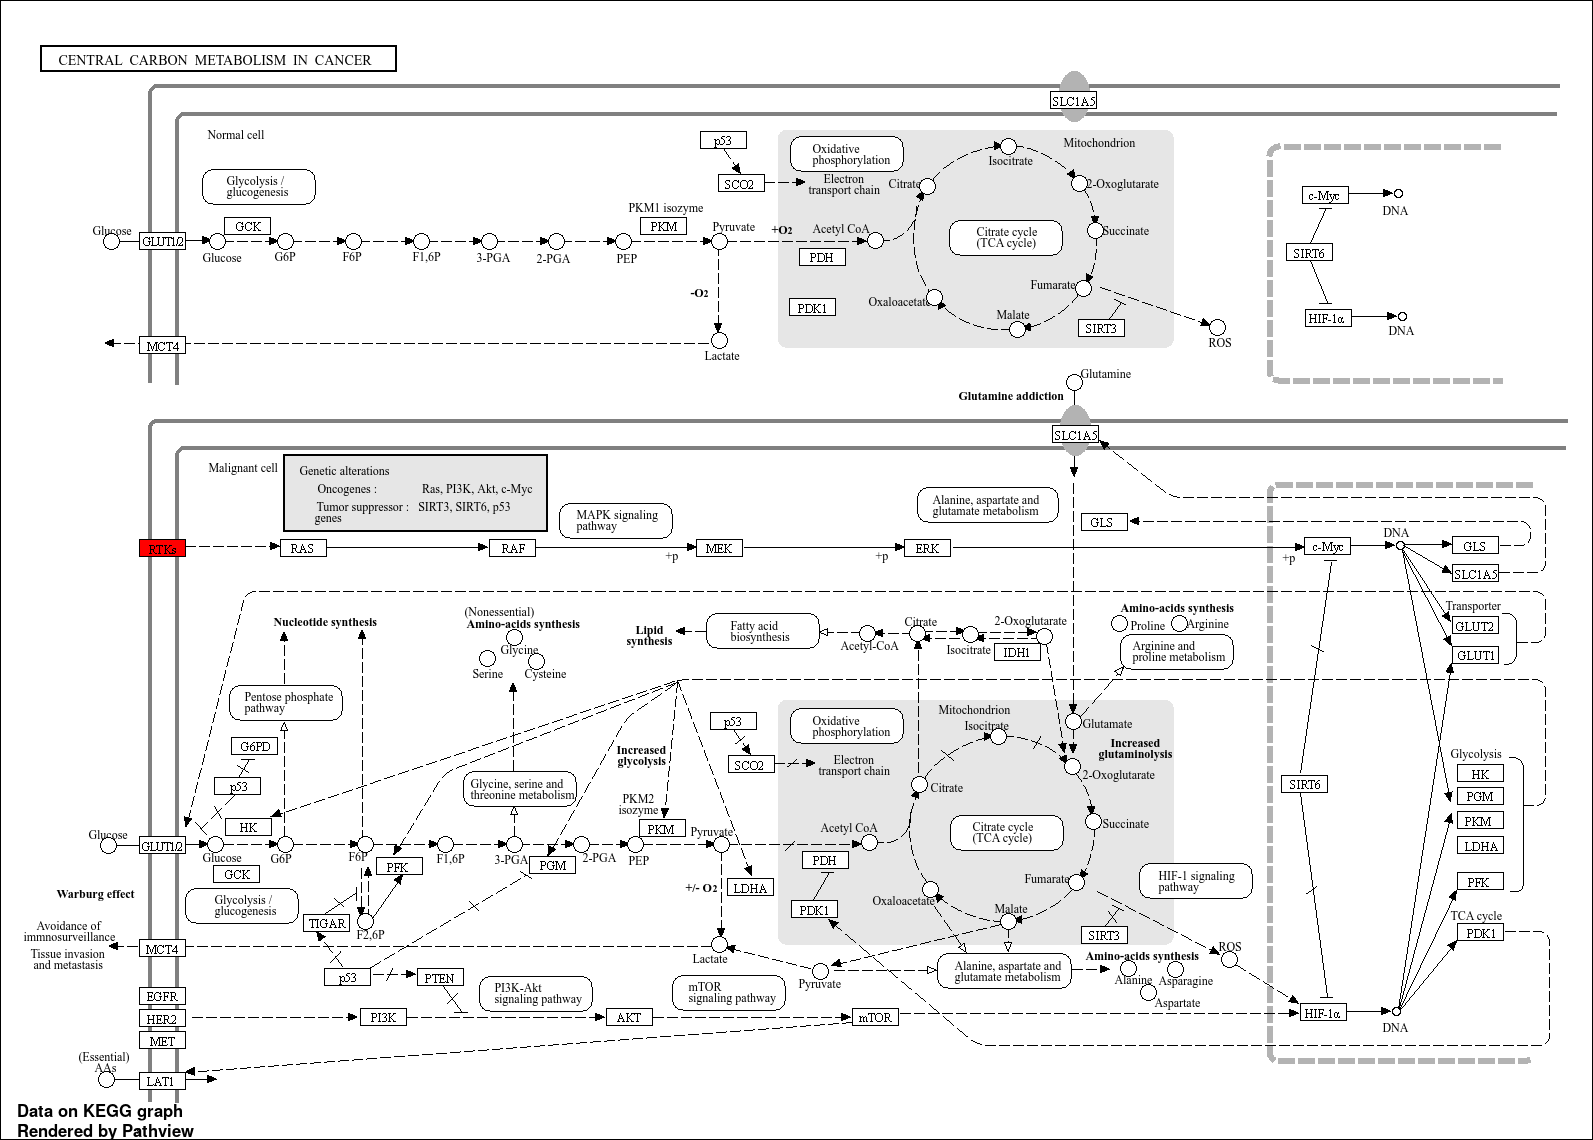 CENTRAL CARBON METABOLISM IN CANCER
SLC1A5
Normal cell
p53
Oxidative
phosphorylation
Mitochondrion
Isocitrate
Glycolysis /
glucogenesis
SCO2
Electron
transport chain
Citrate
2-Oxoglutarate
c-Myc
DNA
PKM1 isozyme
GCK
PKM
Glucose
GLUT1/2
Pyruvate
+O2
Acetyl CoA
Citrate cycle
(TCA cycle)
Succinate
SIRT6
Glucose
G6P
F6P
F1,6P
3-PGA
2-PGA
PEP
PDH
-O2
PDK1
Oxaloacetate
Fumarate
Malate
SIRT3
ROS
HIF-1α
DNA
MCT4
Lactate
Glutamine
Glutamine addiction
SLC1A5
Malignant cell
Genetic alterations
Oncogenes : Ras, PI3K, Akt, c-Myc
Tumor suppressor : SIRT3, SIRT6, p53
genes
MAPK signaling
pathway
Alanine, aspartate and
glutamate metabolism
GLS
RTKs
RAS
RAF
+p
MEK
+p
ERK
+p
c-Myc
DNA
GLS
SLC1A5
Transporter
GLUT2
GLUT1
Nucleotide synthesis
(Nonessential)
Amino-acids synthesis
Glycine
Serine
Cysteine
Lipid
synthesis
Fatty acid
biosynthesis
Acetyl-CoA
Citrate
Isocitrate
2-Oxoglutarate
IDH1
Amino-acids synthesis
Proline
Arginine
Arginine and
proline metabolism
Pentose phosphate
pathway
G6PD
p53
HK
Increased
glycolysis
p53
SCO2
Oxidative
phosphorylation
Electron
transport chain
Mitochondrion
Isocitrate
Glutamate
Increased
glutaminolysis
2-Oxoglutarate
Citrate
Glycine, serine and
threonine metabolism
PKM2
isozyme
PKM
Pyruvate
Acetyl CoA
Citrate cycle
(TCA cycle)
Succinate
SIRT6
Glycolysis
HK
PGM
PKM
LDHA
PFK
TCA cycle
PDK1
Glucose
GLUT1/2
Glucose
G6P
F6P
PFK
F1,6P
3-PGA
PGM
2-PGA
PEP
GCK
PDH
+/- O2
LDHA
Warburg effect
Glycolysis /
glucogenesis
TIGAR
F2,6P
PDK1
Oxaloacetate
Fumarate
Malate
SIRT3
HIF-1 signaling
pathway
Avoidance of
immnosurveillance
Tissue invasion
and metastasis
MCT4
Lactate
Pyruvate
Alanine, aspartate and
glutamate metabolism
Amino-acids synthesis
Alanine
Asparagine
Aspartate
ROS
p53
PTEN
PI3K-Akt
signaling pathway
mTOR
signaling pathway
EGFR
HER2
MET
PI3K
AKT
mTOR
HIF-1α
DNA
(Essential)
AAs
LAT1
Data on KEGG graph
Rendered by Pathview